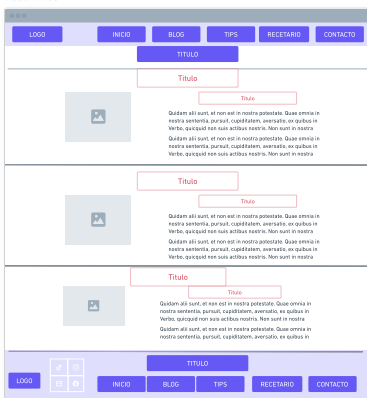 LOGO INICIO BLOG TIPS RECETARIO CONTACTO
TITULO
Titulo
Titulo
Quidam alii sunt, et non est in nostra potestate. Quae omnia in
nostra sententia, pursuit, cupiditatem, aversatio, ex quibus in
Verbo, quicquid non suis actibus nostris. Non sunt in nostra
Quidam alii sunt, et non est in nostra potestate. Quae omnia in
nostra sententia, pursuit, cupiditatem, aversatio, ex quibus in
Verbo, quicquid non suis actibus nostris. Non sunt in nostra
Titulo
Titulo
Quidam alii sunt, et non est in nostra potestate. Quae omnia in
nostra sententia, pursuit, cupiditatem, aversatio, ex quibus in
Verbo, quicquid non suis actibus nostris. Non sunt in nostra
Quidam alii sunt, et non est in nostra potestate. Quae omnia in
nostra sententia, pursuit, cupiditatem, aversatio, ex quibus in
Verbo, quicquid non suis actibus nostris. Non sunt in nostra
Titulo
Titulo
Quidam alii sunt, et non est in nostra potestate. Quae omnia in
nostra sententia, pursuit, cupiditatem, aversatio, ex quibus in
Verbo, quicquid non suis actibus nostris. Non sunt in nostra
Quidam alii sunt, et non est in nostra potestate. Quae omnia in
nostra sententia, pursuit, cupiditatem, aversatio, ex quibus in
TITULO
LOGO INICIO BLOG TIPS RECETARIO CONTACTO